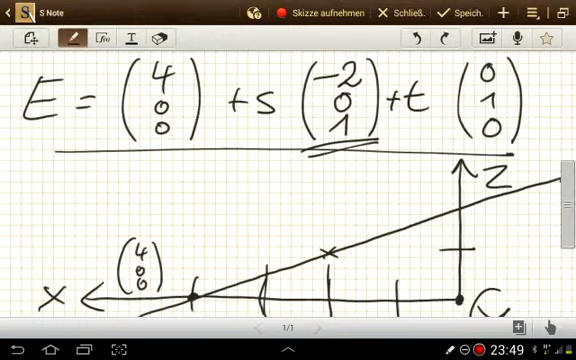 S Note
Skizze aufnehmen
Schließ.
Speich.
f(x)
T
E = (4 0 0) + s (-2 0 1) + t (0 1 0)
z
(4 0 0)
x
1/1
23:49